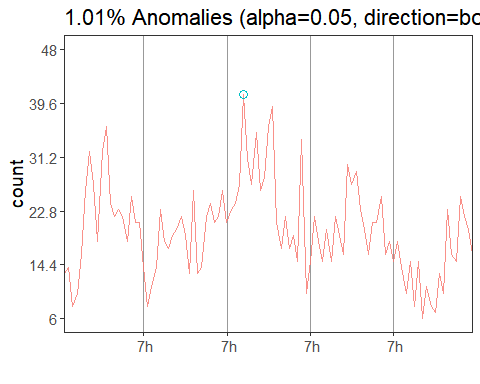 1.01% Anomalies (alpha=0.05, direction=bo
48
39.6
31.2
22.8
14.4
6
count
7h 7h 7h 7h